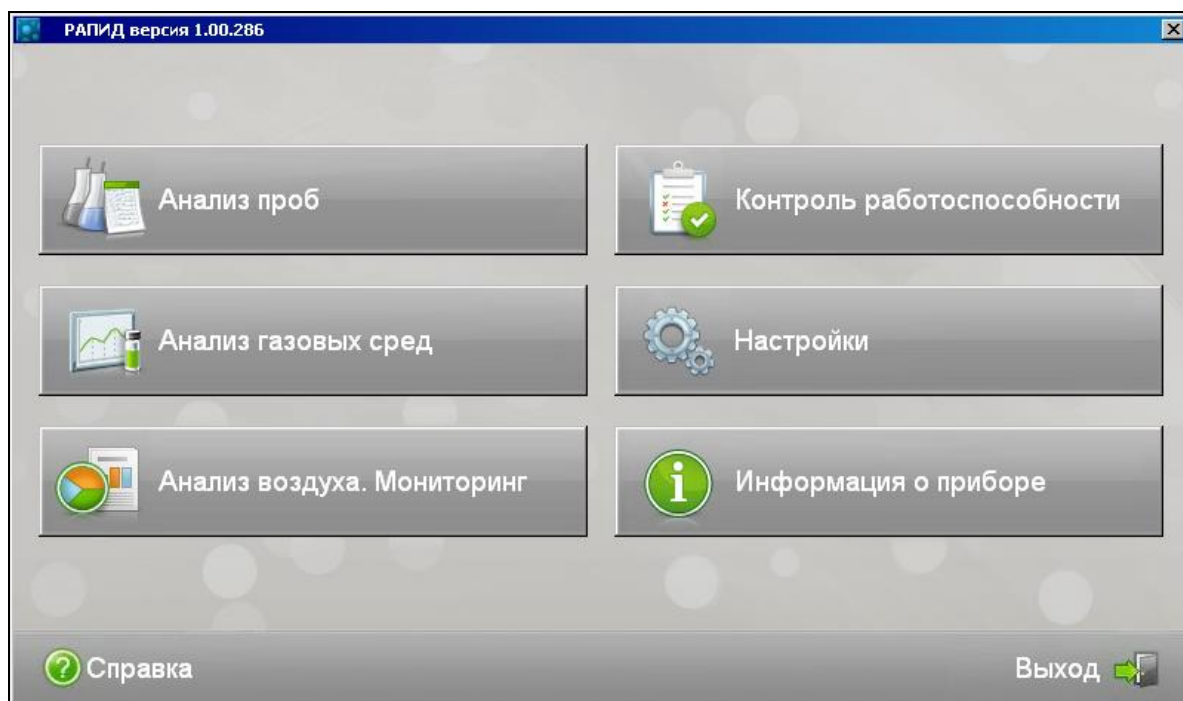 РАПИД версия 1.00.286
Анализ проб
Контроль работоспособности
Анализ газовых сред
Настройки
Анализ воздуха. Мониторинг
Информация о приборе
Справка
Выход